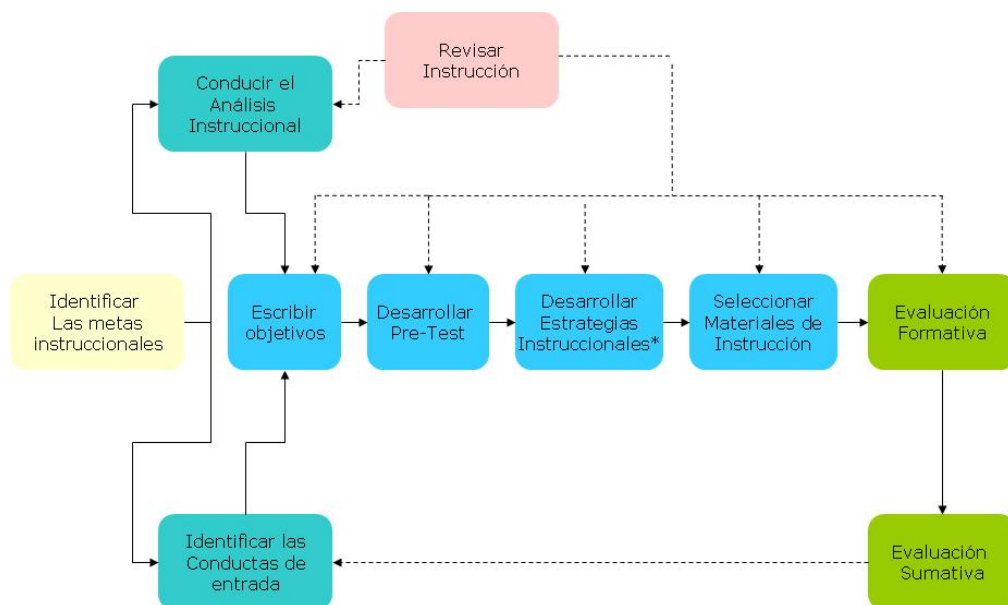 Revisar
Instrucción
Conducir el
Análisis
Instruccional
Identificar
Las metas
instruccionales
Escribir
objetivos
Desarrollar
Pre-Test
Desarrollar
Estrategias
Instruccionales*
Seleccionar
Materiales de
Instrucción
Evaluación
Formativa
Identificar las
Conductas de
entrada
Evaluación
Sumativa